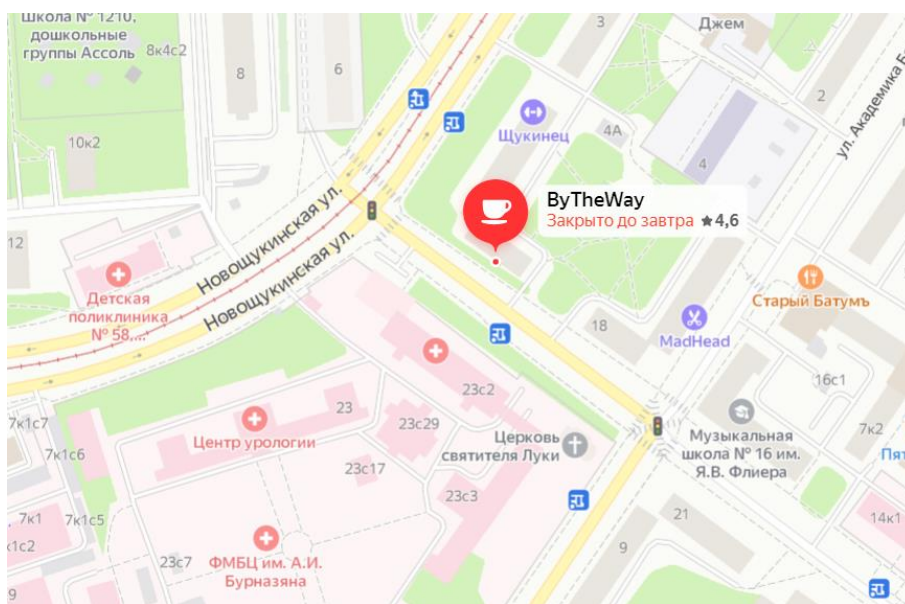 Школа № 1210,
дошкольные
группы Ассоль
8к4с2
8
6
3
Джем
2
ул. Академика Б
10к2
Щукинец
4А
4
ByTheWay
Закрыто до завтра ★4,6
Новощукинская ул.
Новощукинская ул.
12
Детская
поликлиника
№ 58,...
Старый Батумъ
18
MadHead
16с1
23с2
7к1с7
23
23с29
Центр урологии
Церковь
святителя Луки
Музыкальная
школа № 16 им.
Я.В. Флиера
7к2
Пят
7к1с6
23с17
23с3
7к1
7к1с5
21
14к1
к1с2
23с7
ФМБЦ им. А.И.
Бурназяна
9
9